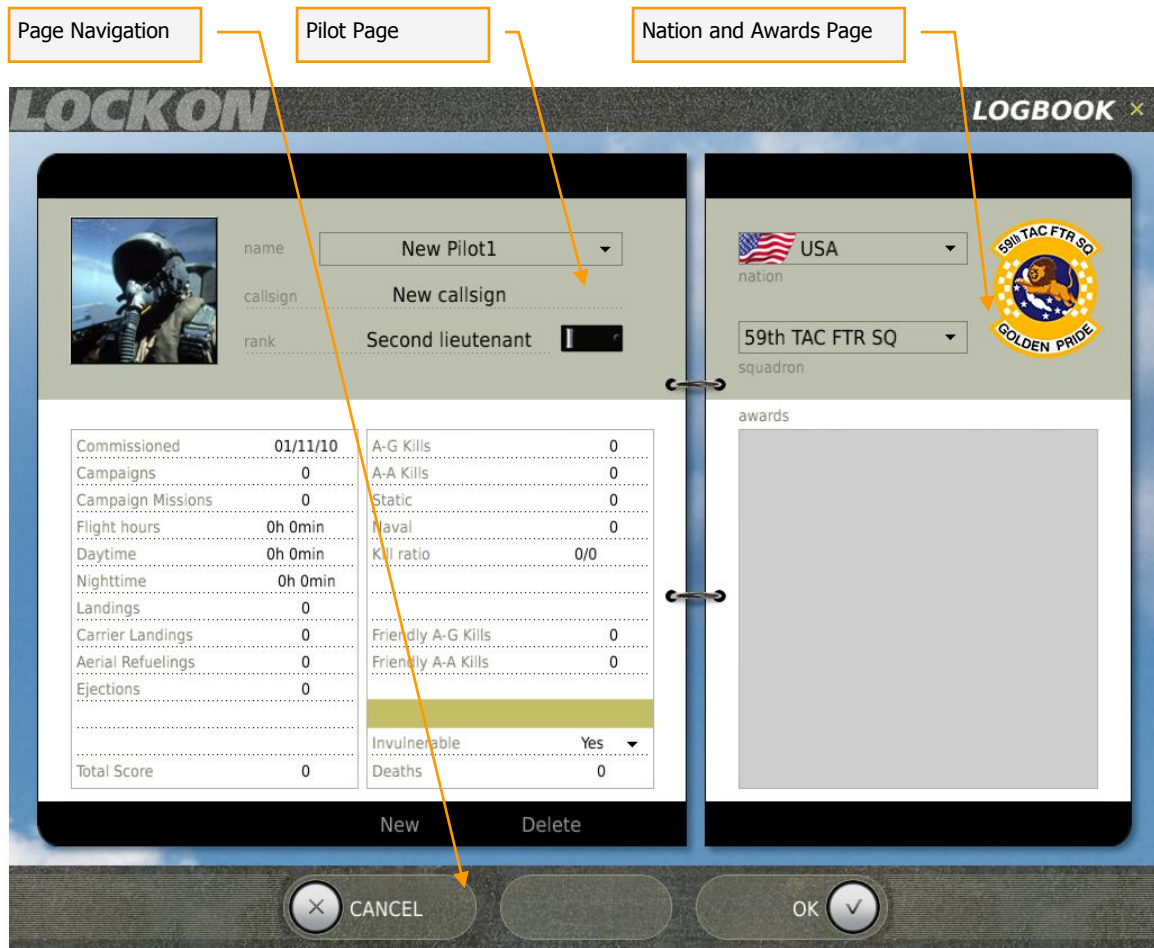 Page Navigation
Pilot Page
Nation and Awards Page
LOCKON
LOGBOOK ×
name New Pilot1
callsign New callsign
rank Second lieutenant
USA
nation
59th TAC FTR SQ
squadron
59th TAC FTR SQ
GOLDEN PRIDE
Commissioned 01/11/10
Campaigns 0
Campaign Missions 0
Flight hours 0h 0min
Daytime 0h 0min
Nighttime 0h 0min
Landings 0
Carrier Landings 0
Aerial Refuelings 0
Ejections 0
Total Score 0
A-G Kills 0
A-A Kills 0
Static 0
Naval 0
Kill ratio 0/0
Friendly A-G Kills 0
Friendly A-A Kills 0
Invulnerable Yes
Deaths 0
awards
New Delete
CANCEL
OK